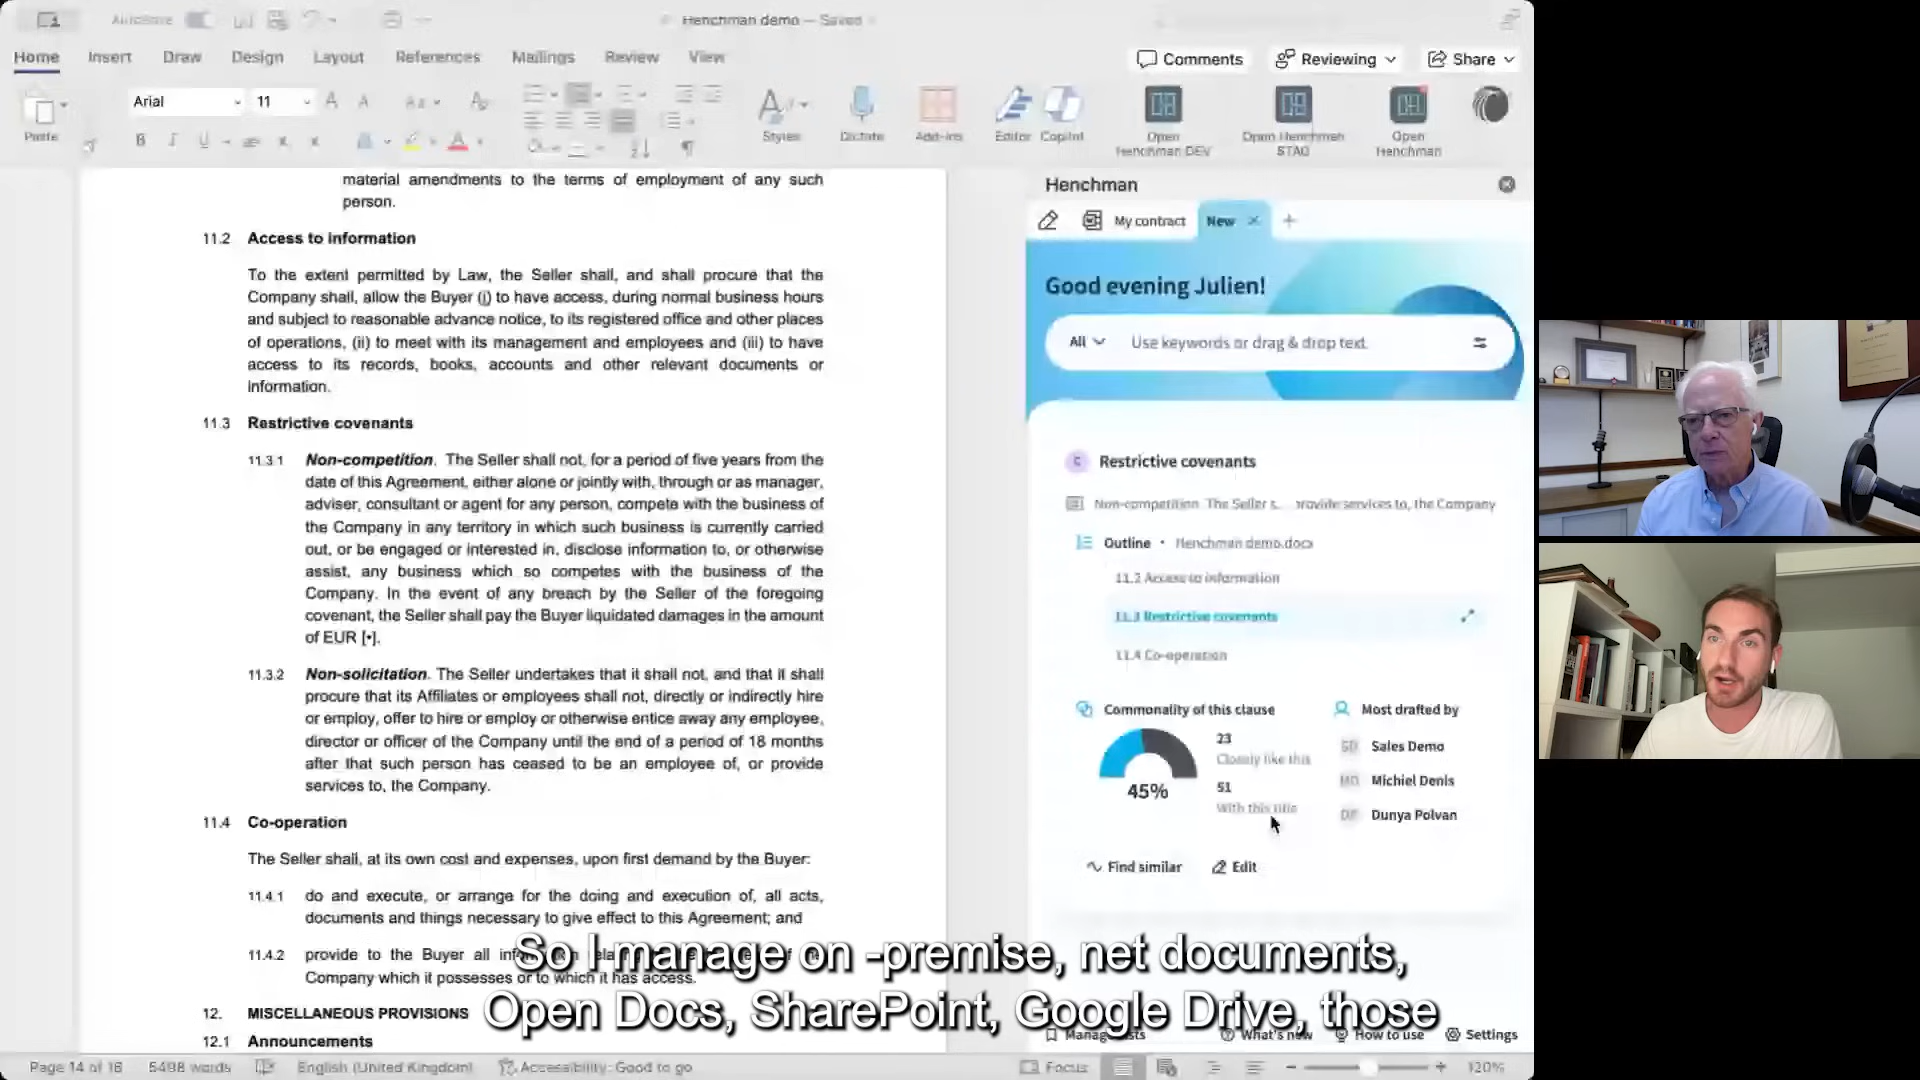 AutoSave
Henchman demo — Saved
Home Insert Draw Design Layout References Mailings Review View
Comments Reviewing Share
Arial 11
Paste
Styles Dictate Add-ins Editor Copilot
Open Henchman DEV
Open Henchman STAG
Open Henchman
material amendments to the terms of employment of any such
person.
11.2 Access to information
To the extent permitted by Law, the Seller shall, and shall procure that the
Company shall, allow the Buyer (i) to have access, during normal business hours
and subject to reasonable advance notice, to its registered office and other places
of operations, (ii) to meet with its management and employees and (iii) to have
access to its records, books, accounts and other relevant documents or
information.
11.3 Restrictive covenants
11.3.1 Non-competition. The Seller shall not, for a period of five years from the
date of this Agreement, either alone or jointly with, through or as manager,
adviser, consultant or agent for any person, compete with the business of
the Company in any territory in which such business is currently carried
out, or be engaged or interested in, disclose information to, or otherwise
assist, any business which so competes with the business of the
Company. In the event of any breach by the Seller of the foregoing
covenant, the Seller shall pay the Buyer liquidated damages in the amount
of EUR [•].
11.3.2 Non-solicitation. The Seller undertakes that it shall not, and that it shall
procure that its Affiliates or employees shall not, directly or indirectly hire
or employ, offer to hire or employ or otherwise entice away any employee,
director or officer of the Company until the end of a period of 18 months
after that such person has ceased to be an employee of, or provide
services to, the Company.
11.4 Co-operation
The Seller shall, at its own cost and expenses, upon first demand by the Buyer:
11.4.1 do and execute, or arrange for the doing and execution of, all acts,
documents and things necessary to give effect to this Agreement; and
11.4.2 provide to the Buyer all
Company which it possesses or to which it has access.
12. MISCELLANEOUS PROVISIONS
12.1 Announcements
Henchman
My contract New
Good evening Julien!
All Use keywords or drag & drop text.
C Restrictive covenants
Non-competition. The Seller s... provide services to, the Company
Outline • Henchman demo.docx
11.2 Access to information
11.3 Restrictive covenants
11.4 Co-operation
Commonality of this clause
45%
23
Closely like this
51
With this title
Most drafted by
SD Sales Demo
MD Michiel Denis
DP Dunya Polvan
Find similar Edit
What's new How to use Settings
So I manage on -premise, net documents,
Open Docs, SharePoint, Google Drive, those
Page 14 of 16 5498 words English (United Kingdom) Accessibility: Good to go
Focus 120%